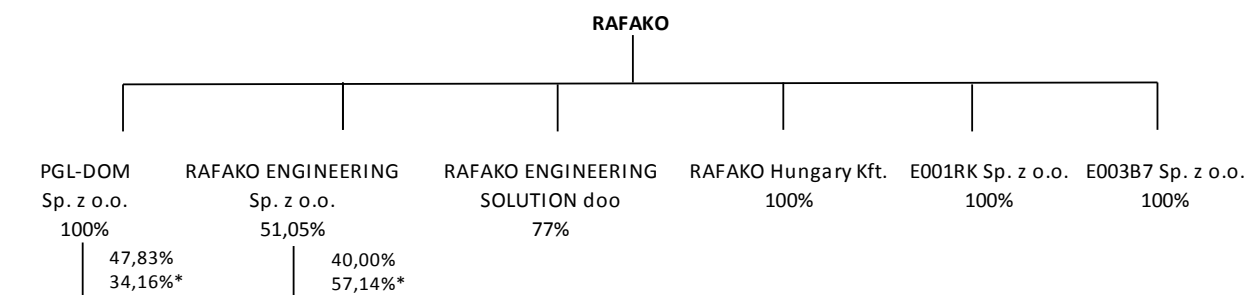 RAFAKO
PGL-DOM
Sp. z o.o.
100%
RAFAKO ENGINEERING
Sp. z o.o.
51,05%
RAFAKO ENGINEERING
SOLUTION doo
77%
RAFAKO Hungary Kft.
100%
E001RK Sp. z o.o.
100%
E003B7 Sp. z o.o.
100%
47,83%
34,16%*
40,00%
57,14%*